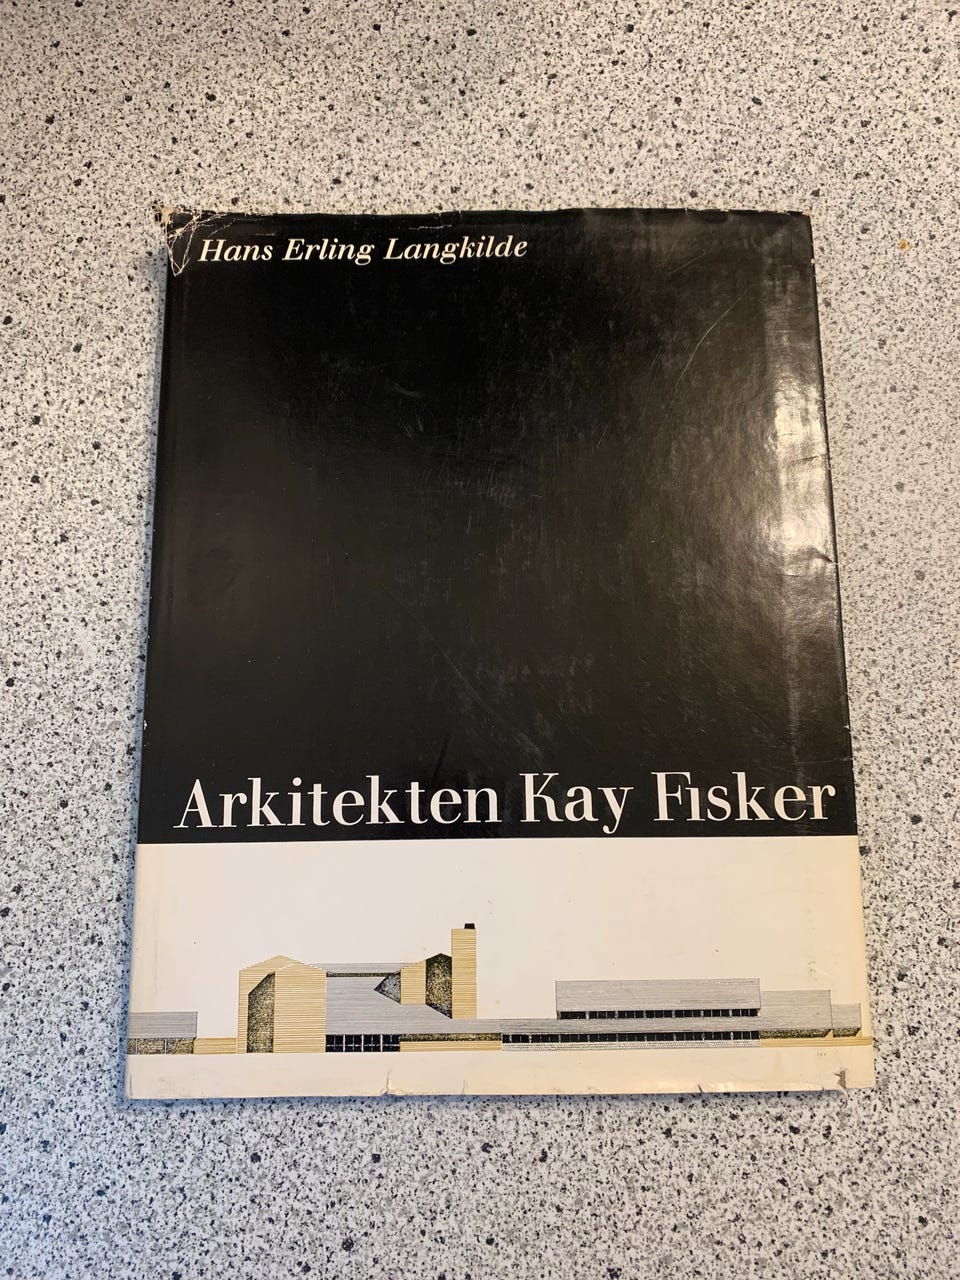 Hans Erling Langkilde
Arkitekten Kay Fisker